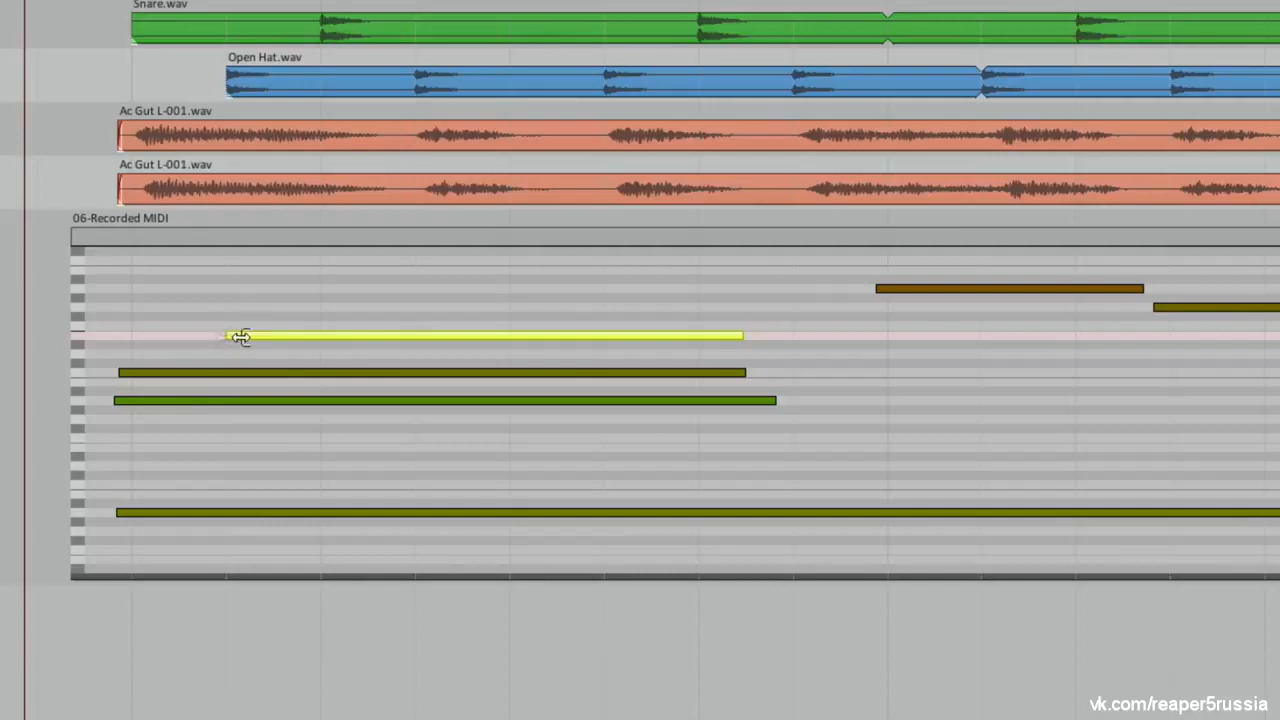 Snare.wav
Open Hat.wav
Ac Gut L-001.wav
Ac Gut L-001.wav
06-Recorded MIDI
vk.com/reaper5russia